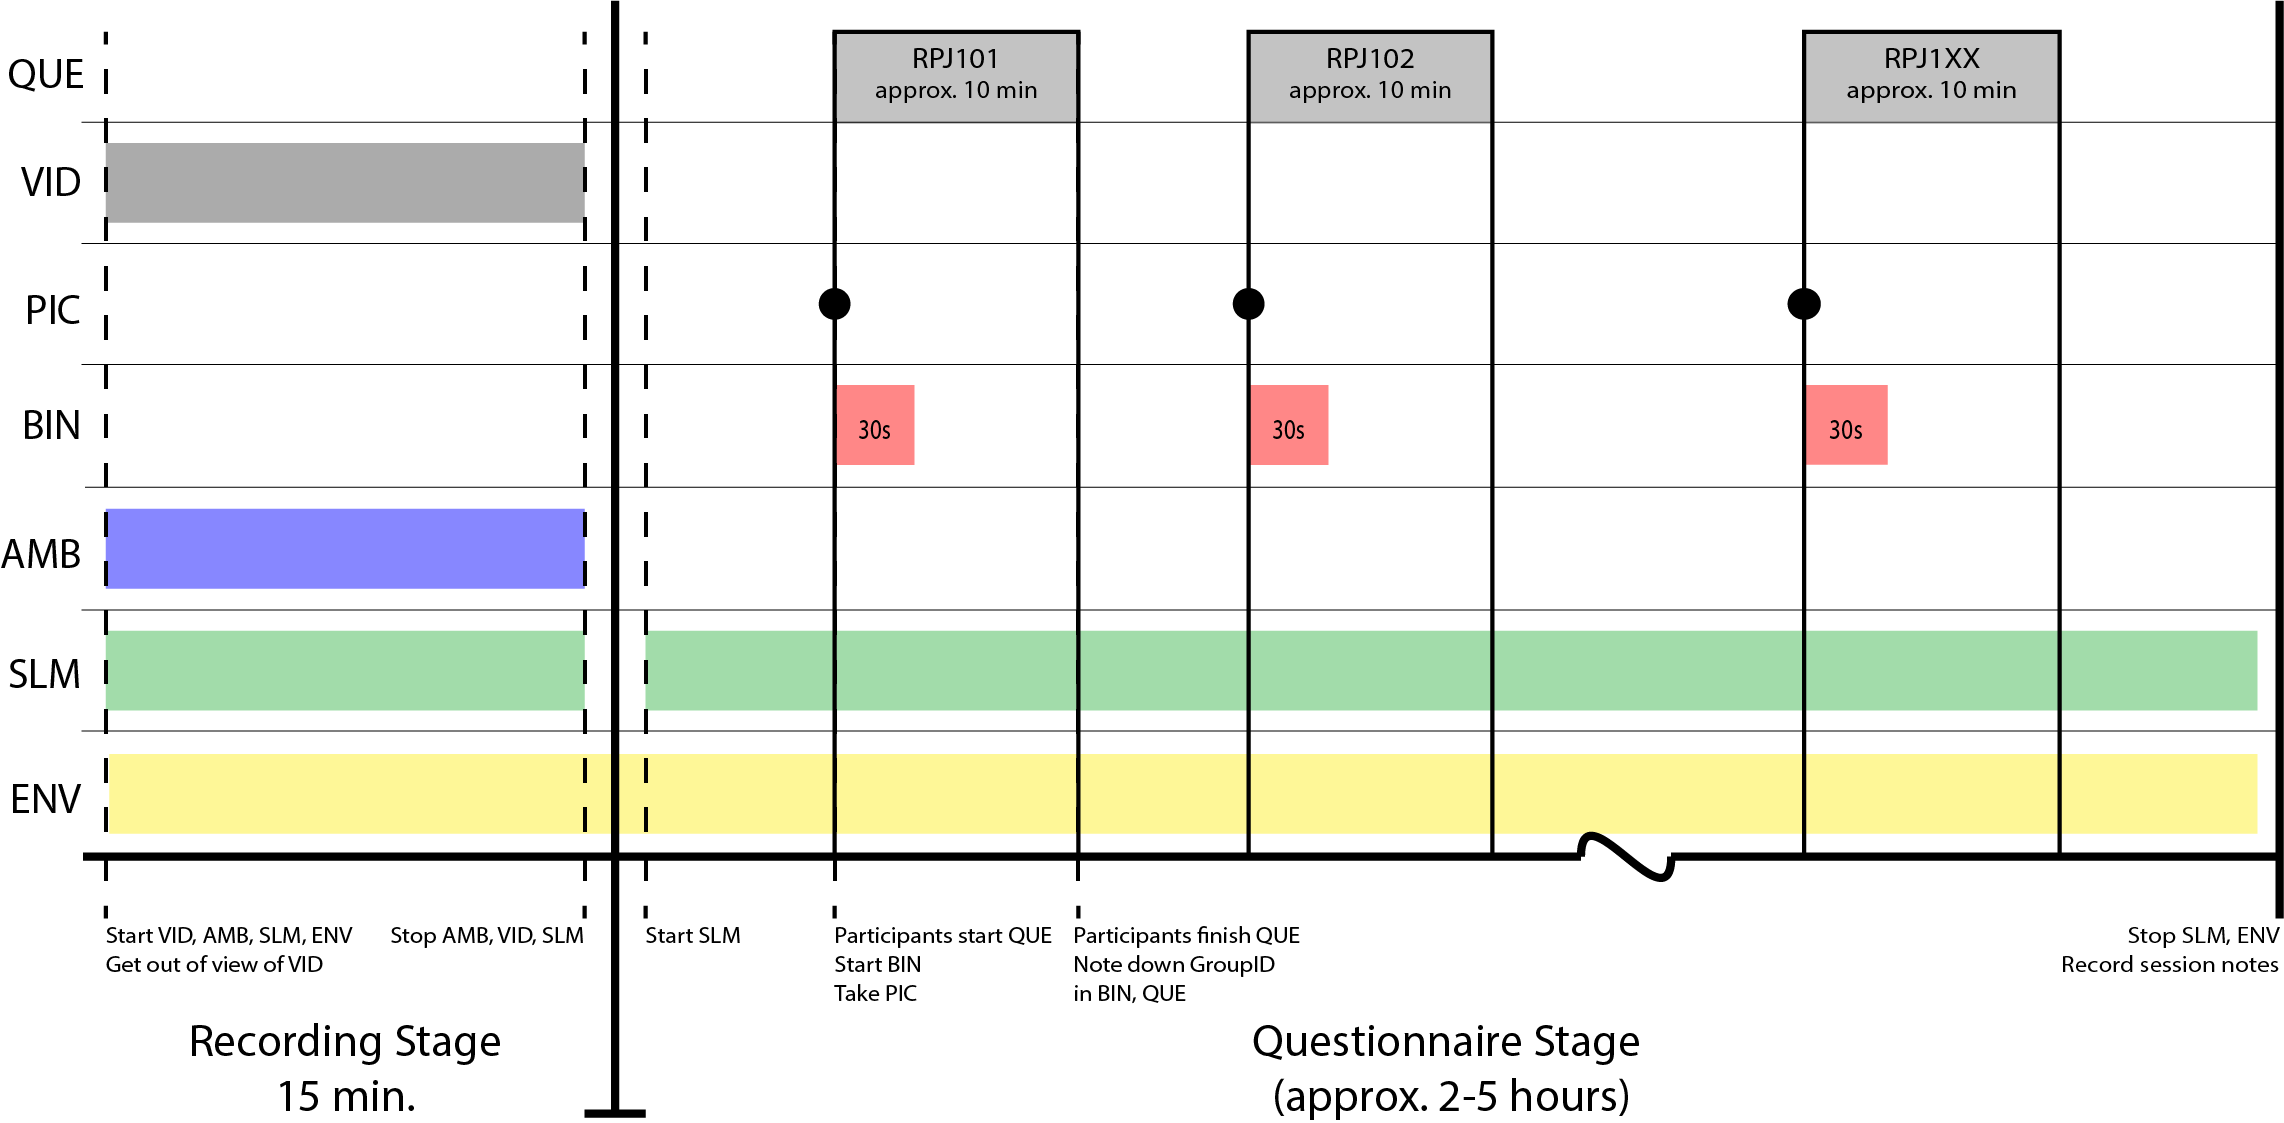 QUE
RPJ101
approx. 10 min
RPJ102
approx. 10 min
RPJ1XX
approx. 10 min
VID
PIC
BIN
30s
30s
30s
AMB
SLM
ENV
Start VID, AMB, SLM, ENV
Get out of view of VID
Stop AMB, VID, SLM
Start SLM
Participants start QUE
Start BIN
Take PIC
Participants finish QUE
Note down GroupID
in BIN, QUE
Stop SLM, ENV
Record session notes
Recording Stage
15 min.
Questionnaire Stage
(approx. 2-5 hours)